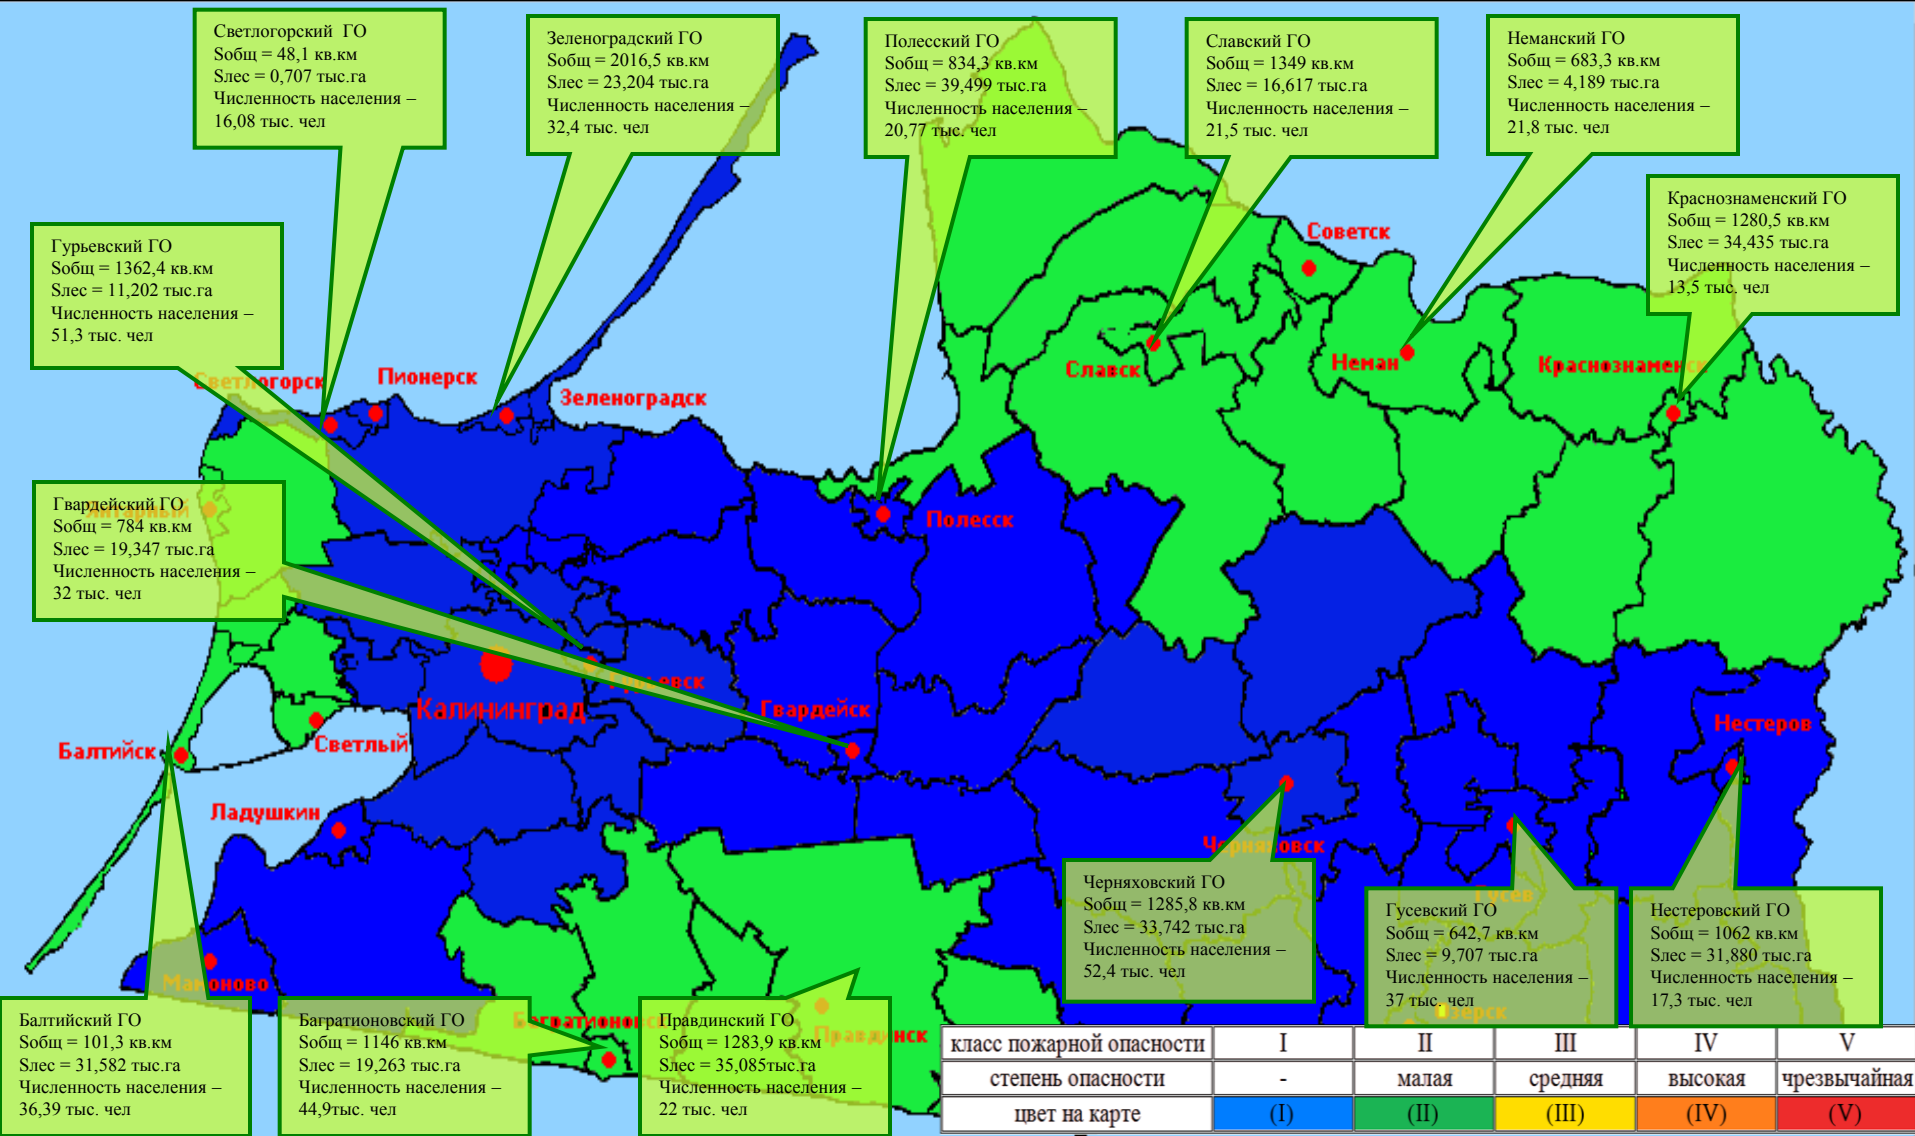 Светлогорский ГО
Sобщ = 48,1 кв.км
Sлес = 0,707 тыс.га
Численность населения –
16,08 тыс. чел
Зеленоградский ГО
Sобщ = 2016,5 кв.км
Sлес = 23,204 тыс.га
Численность населения –
32,4 тыс. чел
Полесский ГО
Sобщ = 834,3 кв.км
Sлес = 39,499 тыс.га
Численность населения –
20,77 тыс. чел
Славский ГО
Sобщ = 1349 кв.км
Sлес = 16,617 тыс.га
Численность населения –
21,5 тыс. чел
Неманский ГО
Sобщ = 683,3 кв.км
Sлес = 4,189 тыс.га
Численность населения –
21,8 тыс. чел
Краснознаменский ГО
Sобщ = 1280,5 кв.км
Sлес = 34,435 тыс.га
Численность населения –
13,5 тыс. чел
Гурьевский ГО
Sобщ = 1362,4 кв.км
Sлес = 11,202 тыс.га
Численность населения –
51,3 тыс. чел
Советск
Светлогорск
Пионерск
Зеленоградск
Славск
Неман
Краснознаменск
Гвардейский ГО
Sобщ = 784 кв.км
Sлес = 19,347 тыс.га
Численность населения –
32 тыс. чел
Янтарный
Полесск
Гурьевск
Калининград
Гвардейск
Нестеров
Балтийск
Светлый
Ладушкин
Черняховск
Черняховский ГО
Sобщ = 1285,8 кв.км
Sлес = 33,742 тыс.га
Численность населения –
52,4 тыс. чел
Гусев
Гусевский ГО
Sобщ = 642,7 кв.км
Sлес = 9,707 тыс.га
Численность населения –
37 тыс. чел
Озерск
Нестеровский ГО
Sобщ = 1062 кв.км
Sлес = 31,880 тыс.га
Численность населения –
17,3 тыс. чел
Мамоново
Багратионовск
Правдинск
Балтийский ГО
Sобщ = 101,3 кв.км
Sлес = 31,582 тыс.га
Численность населения –
36,39 тыс. чел
Багратионовский ГО
Sобщ = 1146 кв.км
Sлес = 19,263 тыс.га
Численность населения –
44,9тыс. чел
Правдинский ГО
Sобщ = 1283,9 кв.км
Sлес = 35,085тыс.га
Численность населения –
22 тыс. чел
класс пожарной опасности I II III IV V
степень опасности - малая средняя высокая чрезвычайная
цвет на карте (I) (II) (III) (IV) (V)